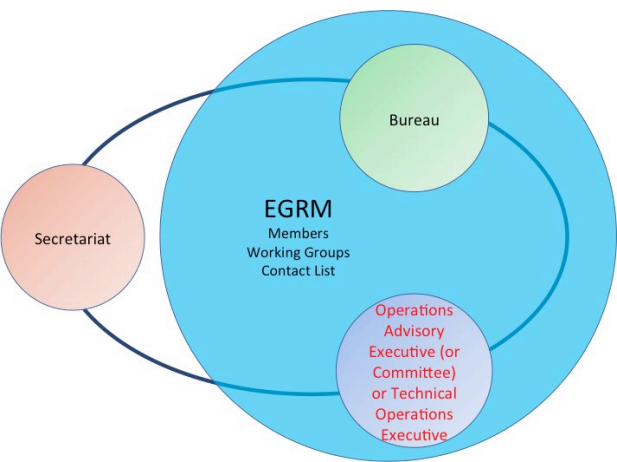 Bureau
Secretariat
EGRM
Members
Working Groups
Contact List
Operations
Advisory
Executive (or
Committee)
or Technical
Operations
Executive